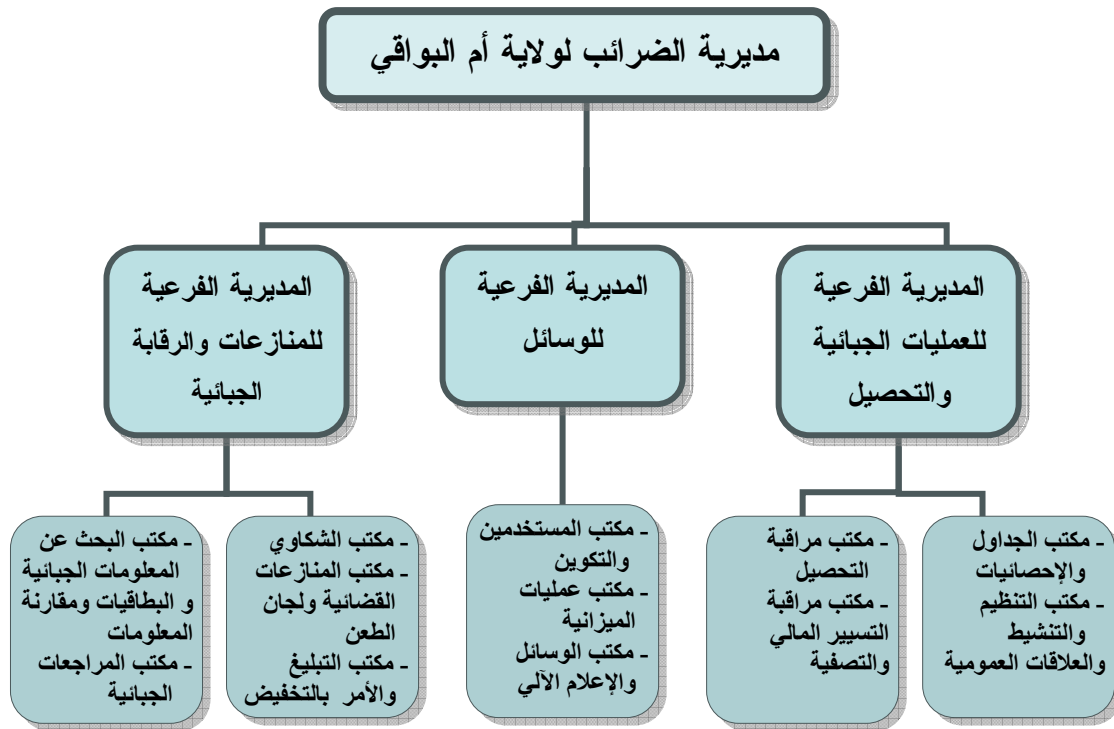 مديرية الضرائب لولاية أم البواقي
المديرية الفرعية
للعمليات الجبائية
والتحصيل
المديرية الفرعية
للوسائل
المديرية الفرعية
للمنازعات والرقابة
الجبائية
- مكتب الجداول
والإحصائيات
- مكتب التنظيم
والتنشيط
والعلاقات العمومية
- مكتب مراقبة
التحصيل
- مكتب مراقبة
التسيير المالي
والتصفية
- مكتب المستخدمين
والتكوين
- مكتب عمليات
الميزانية
- مكتب الوسائل
والإعلام الآلي
- مكتب الشكاوي
- مكتب المنازعات
القضائية ولجان
الطعن
- مكتب التبليغ
والأمر بالتخفيض
- مكتب البحث عن
المعلومات الجبائية
و البطاقيات ومقارنة
المعلومات
- مكتب المراجعات
الجبائية